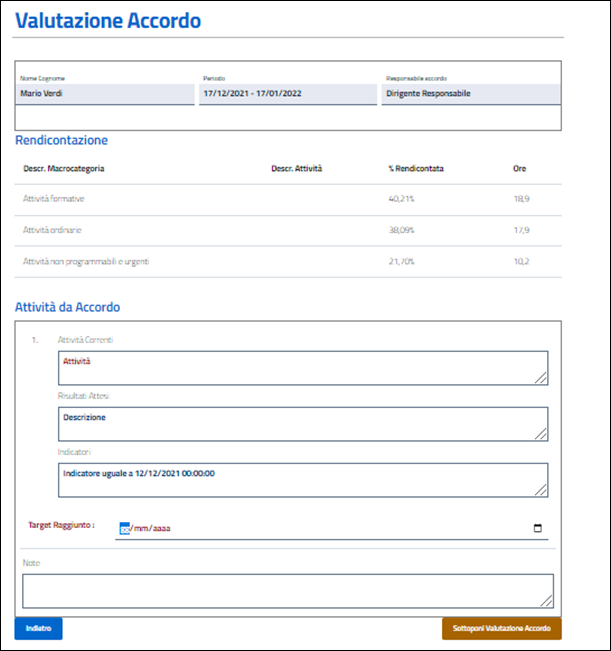 Valutazione Accordo
Nome Cognome Periodo Responsabile accordo
Mario Verdi 17/12/2021 - 17/01/2022 Dirigente Responsabile
Rendicontazione
Descr. Macrocategoria Descr. Attività % Rendicontata Ore
Attività formative 40,21% 18,9
Attività ordinarie 38,09% 17,9
Attività non programmabili e urgenti 21,70% 10,2
Attività da Accordo
1. Attività Correnti
Attività
Risultati Attesi
Descrizione
Indicatori
Indicatore uguale a 12/12/2021 00:00:00
Target Raggiunto : gg/mm/aaaa
Note
Indietro Sottoponi Valutazione Accordo